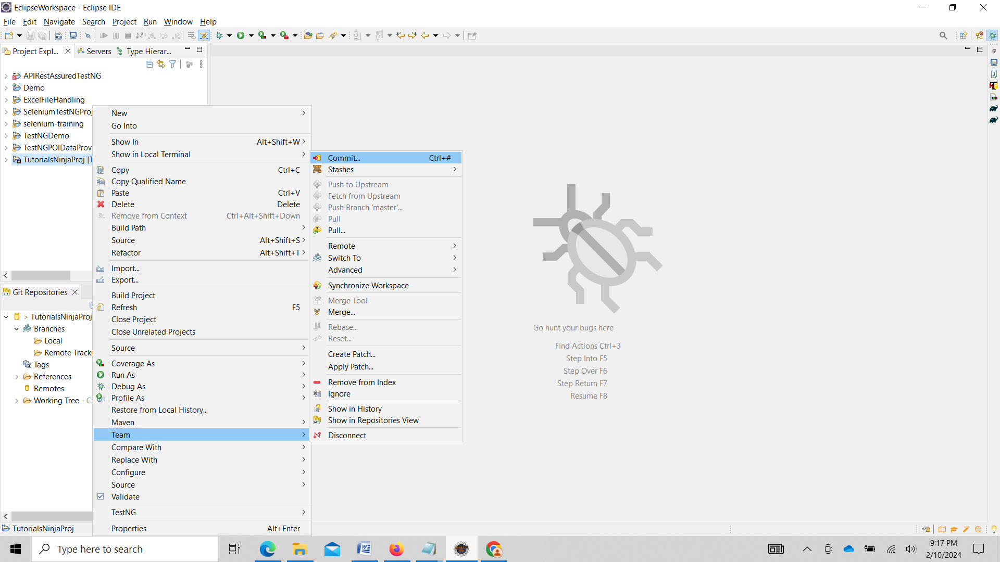 EclipseWorkspace - Eclipse IDE
File Edit Navigate Search Project Run Window Help
Project Expl... Servers Type Hierar...
APIRestAssuredTestNG
Demo
ExcelFileHandling
SeleniumTestNGProj
selenium-training
TestNGDemo
TestNGPOIDataProv
TutorialsNinjaProj [T
Git Repositories
> TutorialsNinjaProj
Branches
Local
Remote Tracki
Tags
References
Remotes
Working Tree - C:
TutorialsNinjaProj
New
Go Into
Show In Alt+Shift+W
Show in Local Terminal
Copy Ctrl+C
Copy Qualified Name
Paste Ctrl+V
Delete Delete
Remove from Context Ctrl+Alt+Shift+Down
Build Path
Source Alt+Shift+S
Refactor Alt+Shift+T
Import...
Export...
Build Project
Refresh F5
Close Project
Close Unrelated Projects
Source
Coverage As
Run As
Debug As
Profile As
Restore from Local History...
Maven
Team
Compare With
Replace With
Configure
Source
Validate
TestNG
Properties Alt+Enter
Commit... Ctrl+#
Stashes
Push to Upstream
Fetch from Upstream
Push Branch 'master'...
Pull
Pull...
Remote
Switch To
Advanced
Synchronize Workspace
Merge Tool
Merge...
Rebase...
Reset...
Create Patch...
Apply Patch...
Remove from Index
Ignore
Show in History
Show in Repositories View
Disconnect
Go hunt your bugs here
Find Actions Ctrl+3
Step Into F5
Step Over F6
Step Return F7
Resume F8
Type here to search
9:17 PM
2/10/2024